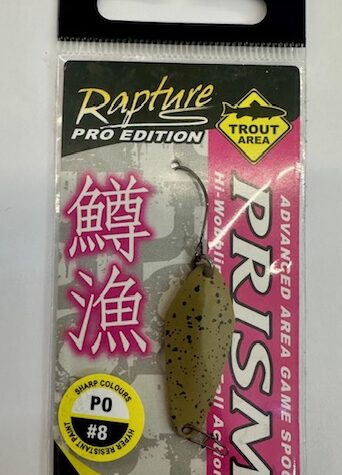 Rapture
PRO EDITION
TROUT
AREA
鱒
漁
PRISM
ADVANCED AREA GAME SPO
SHARP COLOURS
PO
#8
HYPER RESISTANT PAINT